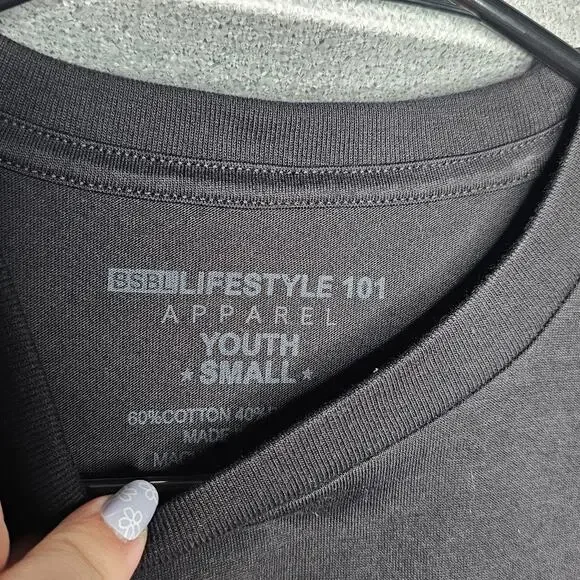 BSBL LIFESTYLE 101
APPAREL
YOUTH
★ SMALL ★
60%COTTON 40%
MADE